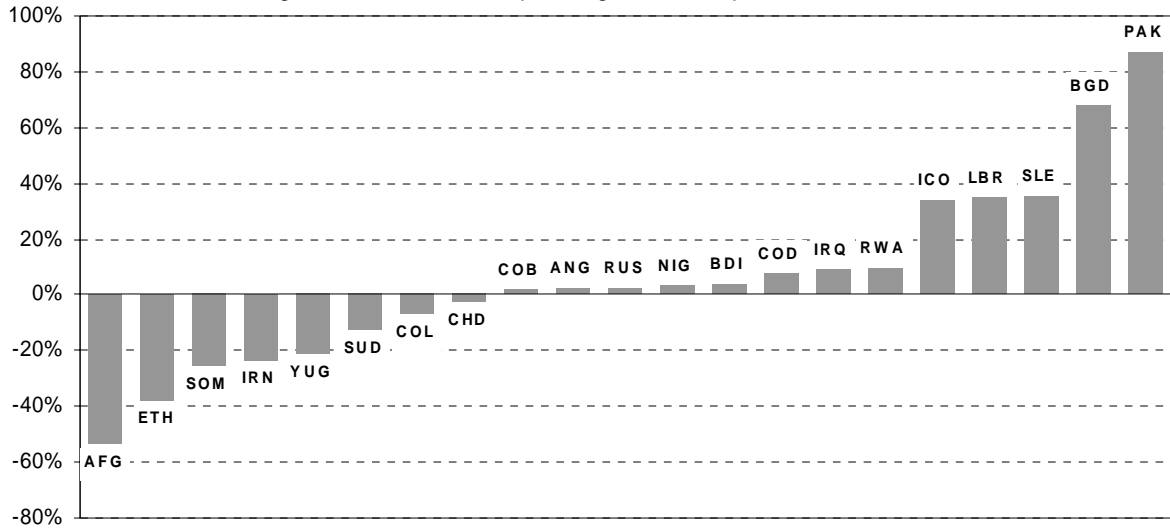 100%
PAK
80%
BGD
60%
40%
ICO LBR SLE
20%
COB ANG RUS NIG BDI COD IRQ RWA
0%
CHD
COL
SUD
-20%
YUG
IRN
SOM
-40%
ETH
-60%
AFG
-80%